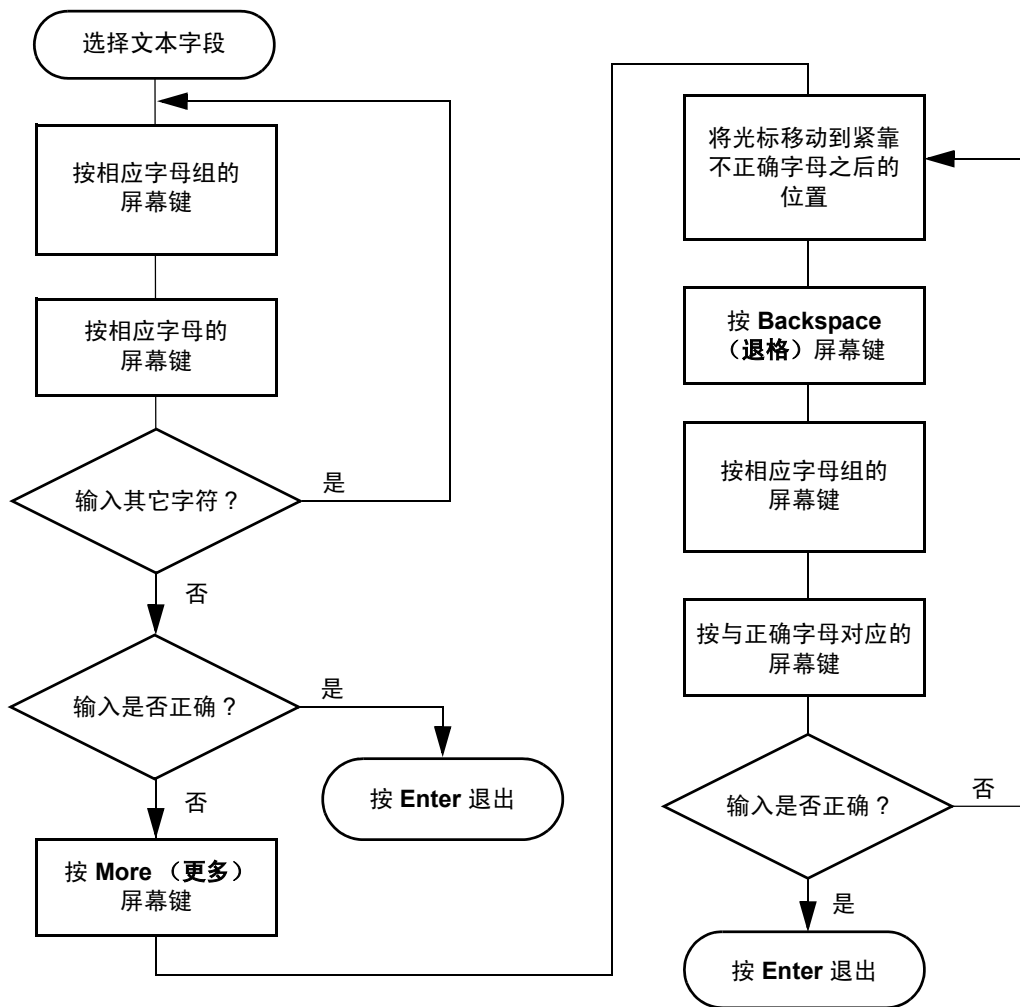 选择文本字段
按相应字母组的
屏幕键
按相应字母的
屏幕键
输入其它字符？
是
否
输入是否正确？
是
按 Enter 退出
否
按 More （更多）
屏幕键
将光标移动到紧靠
不正确字母之后的
位置
按 Backspace
（退格）屏幕键
按相应字母组的
屏幕键
按与正确字母对应的
屏幕键
输入是否正确？
否
是
按 Enter 退出